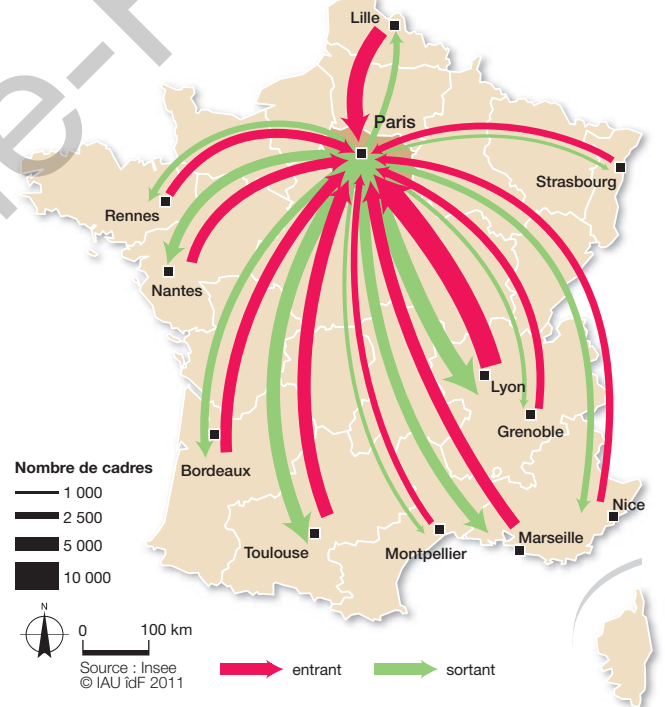 Lille
Paris
Strasbourg
Rennes
Nantes
Lyon
Grenoble
Bordeaux
Nice
Toulouse
Montpellier
Marseille
Nombre de cadres
1 000
2 500
5 000
10 000
N
0 100 km
Source : Insee
© IAU îdF 2011
entrant
sortant